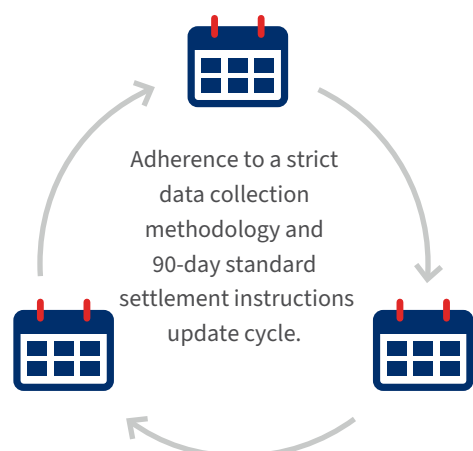 Adherence to a strict
data collection
methodology and
90-day standard
settlement instructions
update cycle.